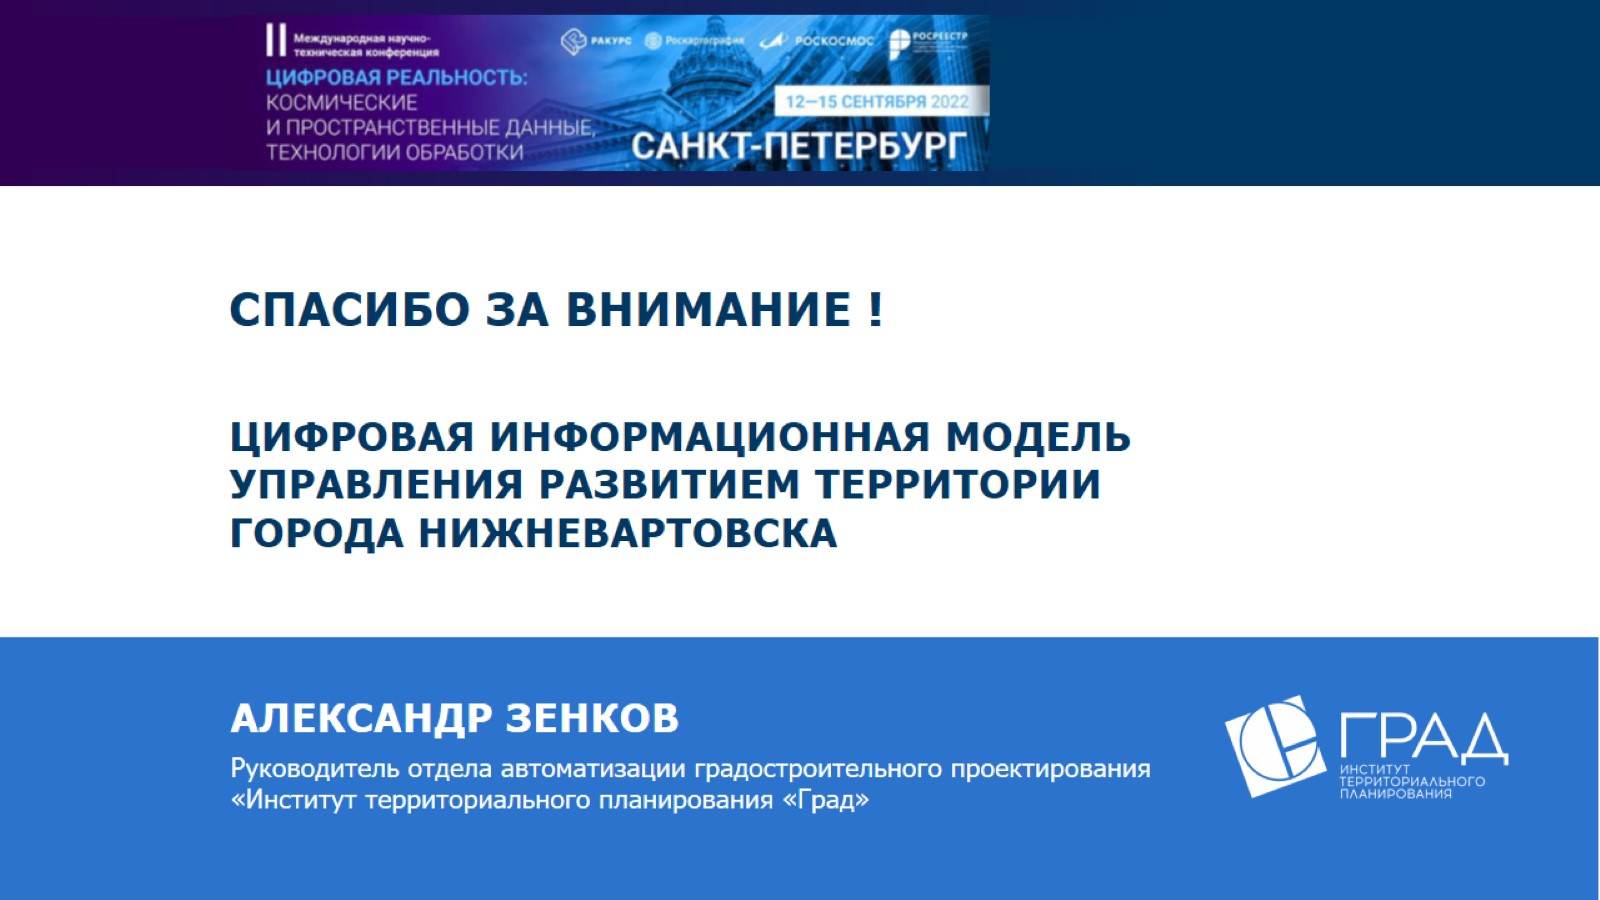 II Международная научно-
техническая конференция
ЦИФРОВАЯ РЕАЛЬНОСТЬ:
КОСМИЧЕСКИЕ
И ПРОСТРАНСТВЕННЫЕ ДАННЫЕ,
ТЕХНОЛОГИИ ОБРАБОТКИ
РАКУРС Роскартография РОСКОСМОС РОСРЕЕСТР
12—15 СЕНТЯБРЯ 2022
САНКТ-ПЕТЕРБУРГ
СПАСИБО ЗА ВНИМАНИЕ !
ЦИФРОВАЯ ИНФОРМАЦИОННАЯ МОДЕЛЬ
УПРАВЛЕНИЯ РАЗВИТИЕМ ТЕРРИТОРИИ
ГОРОДА НИЖНЕВАРТОВСКА
АЛЕКСАНДР ЗЕНКОВ
Руководитель отдела автоматизации градостроительного проектирования
«Институт территориального планирования «Град»
ГРАД
ИНСТИТУТ
ТЕРРИТОРИАЛЬНОГО
ПЛАНИРОВАНИЯ